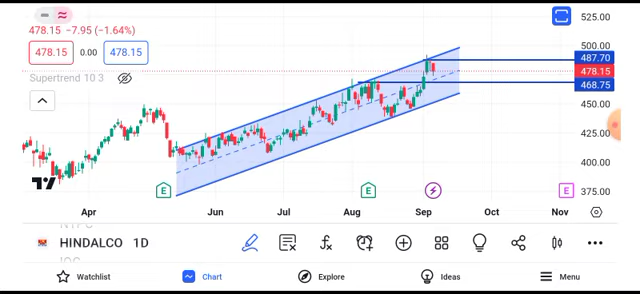 478.15 −7.95 (−1.64%)
478.15 0.00 478.15
Supertrend 10 3
525.00
500.00
487.70
478.15
468.75
450.00
425.00
400.00
375.00
E E E
Apr Jun Jul Aug Sep Oct Nov
NTPC
HINDALCO 1D
IOC
Watchlist Chart Explore Ideas Menu